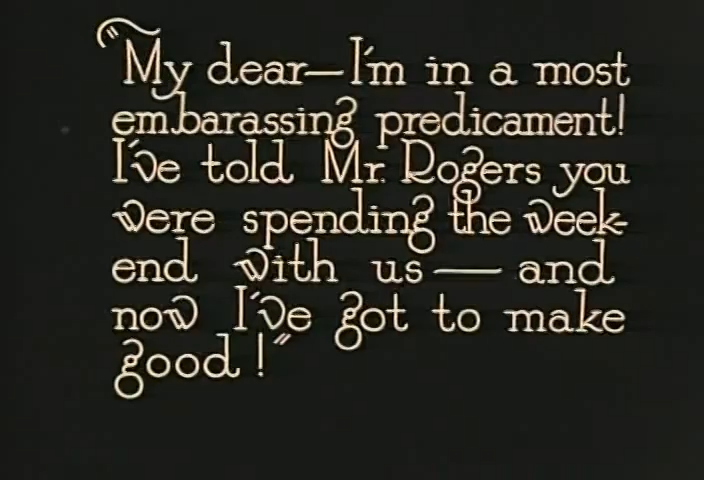 "My dear—I'm in a most
embarassing predicament!
I've told Mr. Rogers you
were spending the week-
end with us — and
now I've got to make
good!"